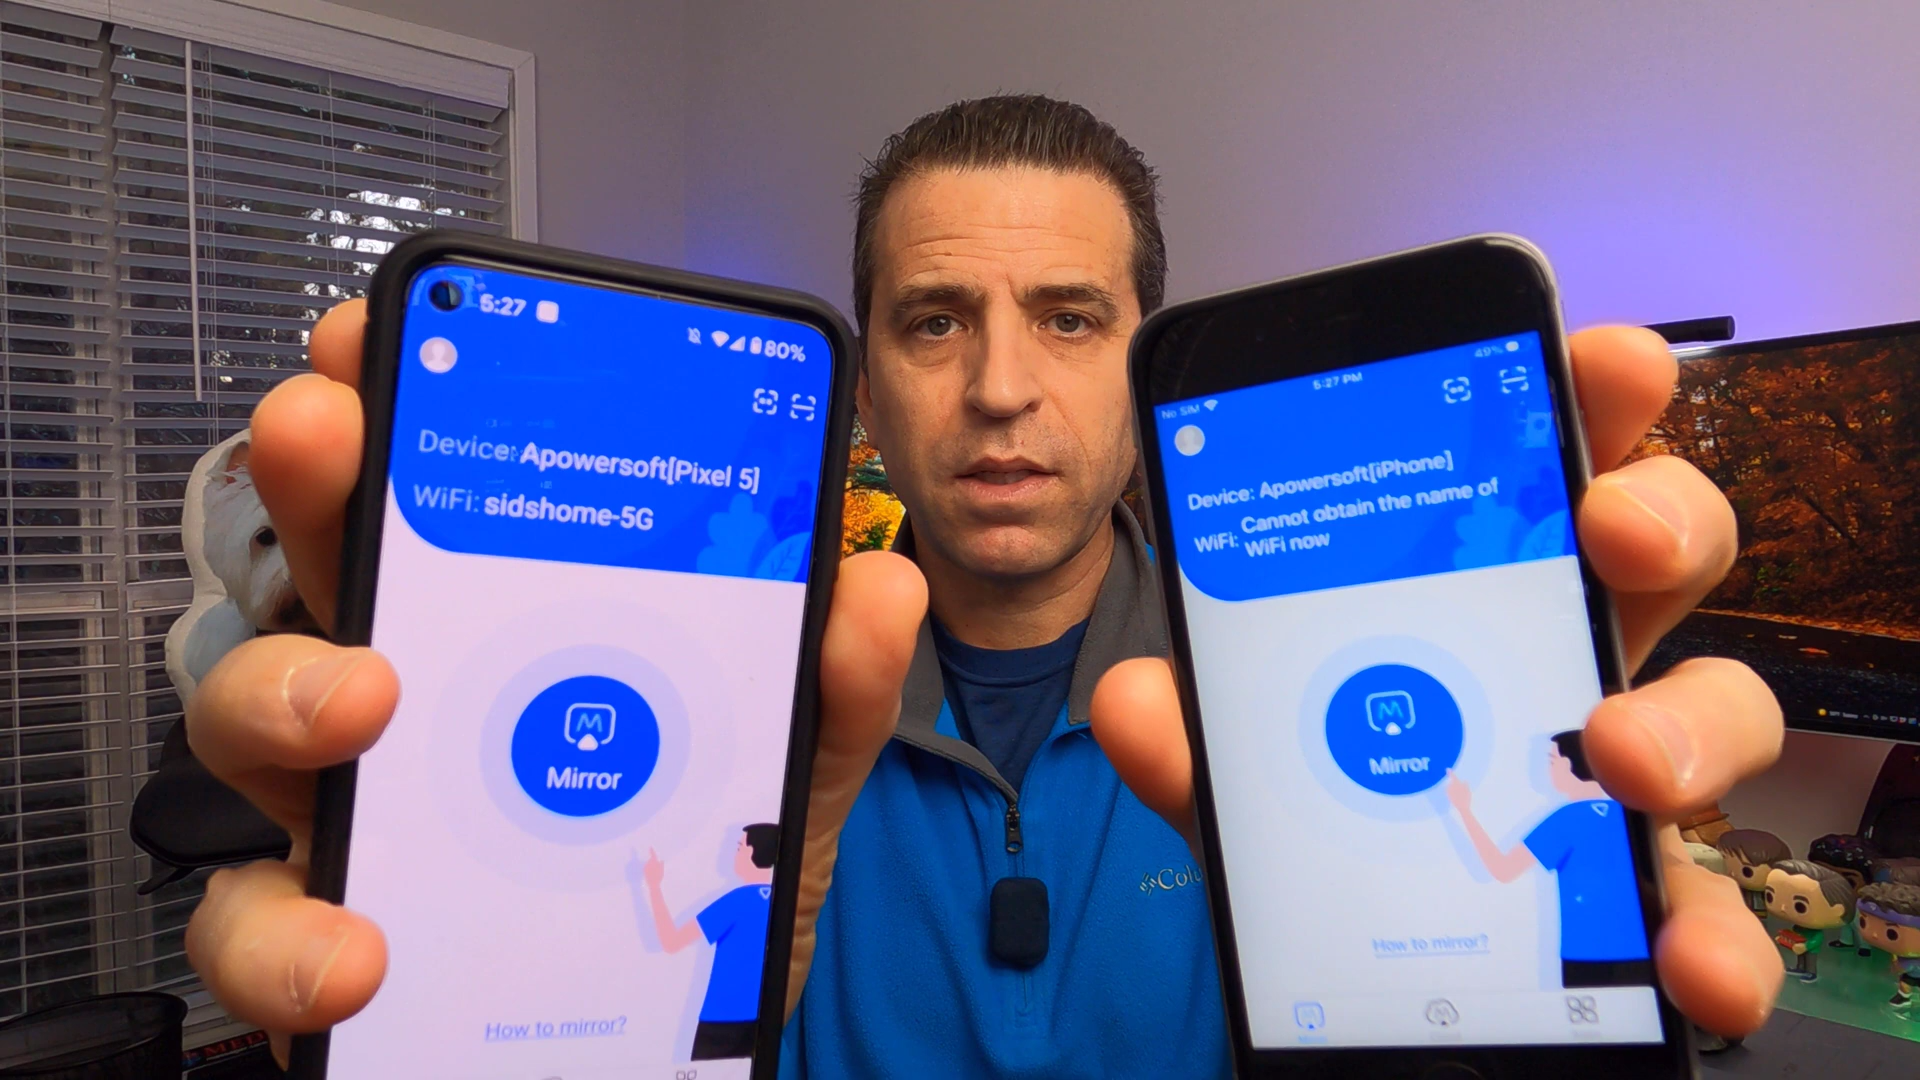 5:27
80%
Device: Apowersoft[Pixel 5]
WiFi: sidshome-5G
Mirror
How to mirror?
No SIM
5:27 PM
49%
Device: Apowersoft[iPhone]
WiFi: Cannot obtain the name of
WiFi now
Mirror
How to mirror?
Colu